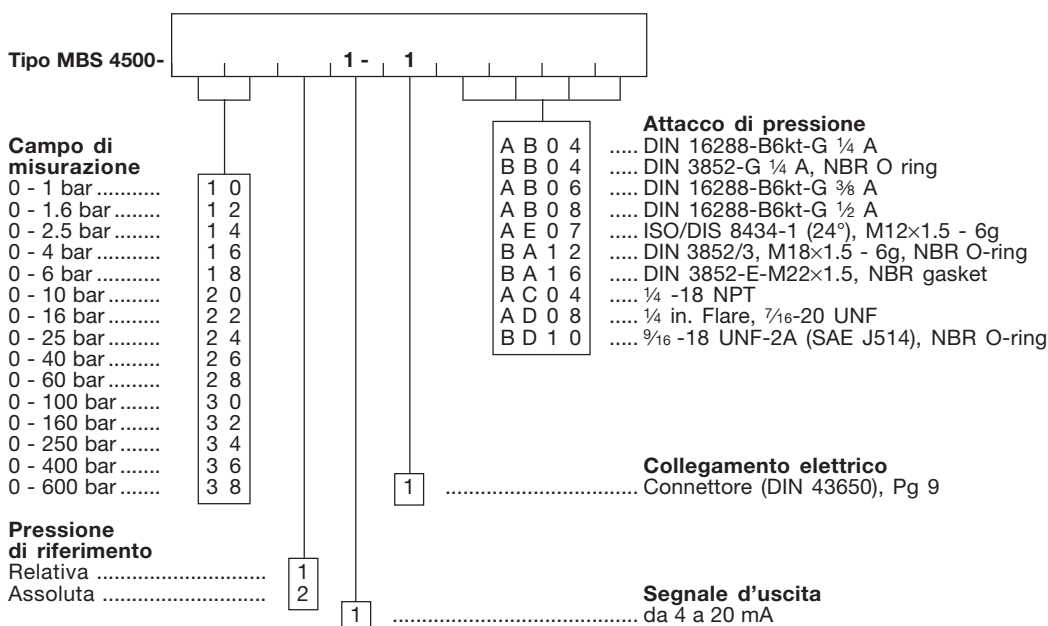 Tipo MBS 4500- 1 - 1
Campo di
misurazione
0 - 1 bar ........... 1 0
0 - 1.6 bar ........ 1 2
0 - 2.5 bar ........ 1 4
0 - 4 bar ........... 1 6
0 - 6 bar ........... 1 8
0 - 10 bar ......... 2 0
0 - 16 bar ......... 2 2
0 - 25 bar ......... 2 4
0 - 40 bar ......... 2 6
0 - 60 bar ......... 2 8
0 - 100 bar ....... 3 0
0 - 160 bar ....... 3 2
0 - 250 bar ....... 3 4
0 - 400 bar ....... 3 6
0 - 600 bar ....... 3 8
Attacco di pressione
A B 0 4 ..... DIN 16288-B6kt-G ¼ A
B B 0 4 ..... DIN 3852-G ¼ A, NBR O ring
A B 0 6 ..... DIN 16288-B6kt-G ⅜ A
A B 0 8 ..... DIN 16288-B6kt-G ½ A
A E 0 7 ..... ISO/DIS 8434-1 (24°), M12×1.5 - 6g
B A 1 2 ..... DIN 3852/3, M18×1.5 - 6g, NBR O-ring
B A 1 6 ..... DIN 3852-E-M22×1.5, NBR gasket
A C 0 4 ..... ¼ -18 NPT
A D 0 8 ..... ¼ in. Flare, 7⁄16-20 UNF
B D 1 0 ..... 9⁄16 -18 UNF-2A (SAE J514), NBR O-ring
Collegamento elettrico
1 ................................. Connettore (DIN 43650), Pg 9
Pressione
di riferimento
Relativa ............................. 1
Assoluta ............................ 2
Segnale d'uscita
1 .......................................... da 4 a 20 mA